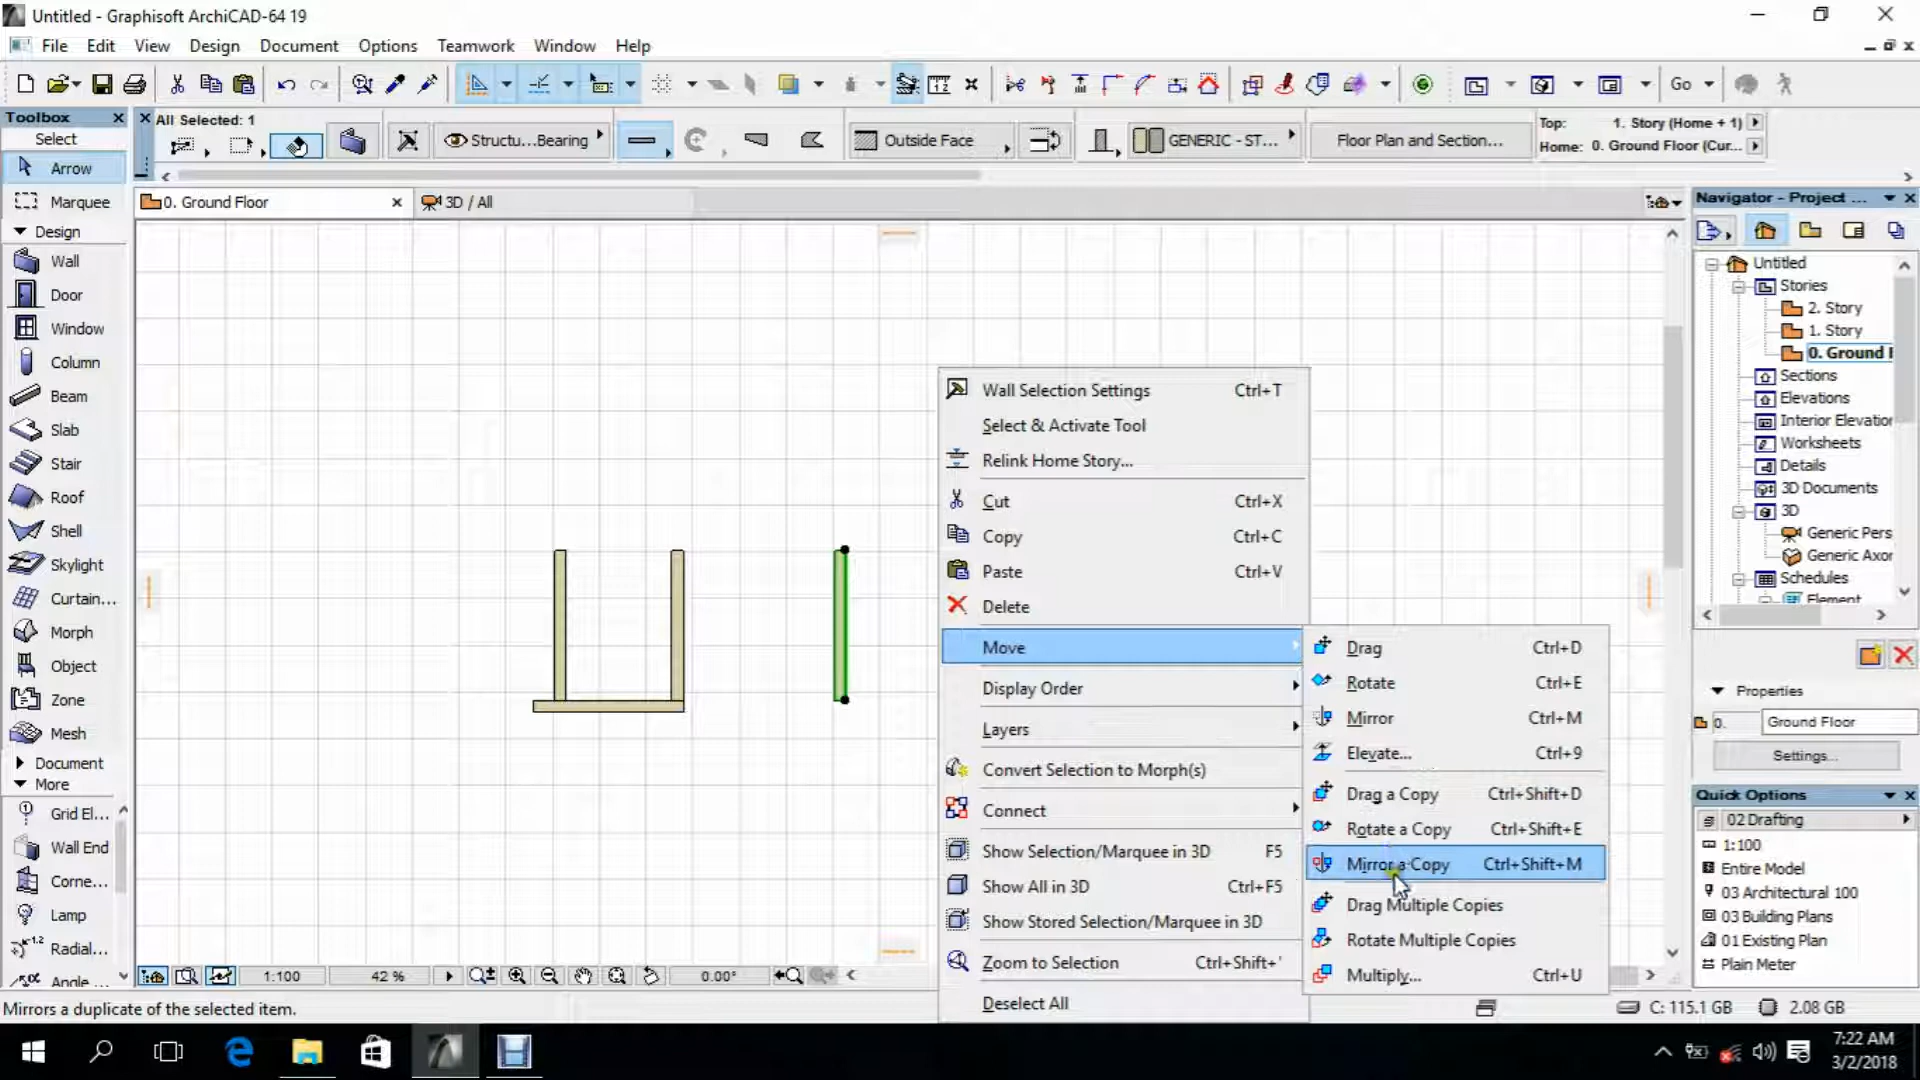 Untitled - Graphisoft ArchiCAD-64 19
File Edit View Design Document Options Teamwork Window Help
Go
Toolbox
Select
Arrow
Marquee
Design
Wall
Door
Window
Column
Beam
Slab
Stair
Roof
Shell
Skylight
Curtain...
Morph
Object
Zone
Mesh
Document
More
Grid El...
Wall End
Corne...
Lamp
Radial...
Angle
All Selected: 1
Structu...Bearing
Outside Face
GENERIC - ST...
Floor Plan and Section...
Top: 1. Story (Home + 1)
Home: 0. Ground Floor (Cur...
0. Ground Floor
3D / All
Wall Selection Settings Ctrl+T
Select & Activate Tool
Relink Home Story...
Cut Ctrl+X
Copy Ctrl+C
Paste Ctrl+V
Delete
Move
Display Order
Layers
Convert Selection to Morph(s)
Connect
Show Selection/Marquee in 3D F5
Show All in 3D Ctrl+F5
Show Stored Selection/Marquee in 3D
Zoom to Selection Ctrl+Shift+'
Deselect All
Drag Ctrl+D
Rotate Ctrl+E
Mirror Ctrl+M
Elevate... Ctrl+9
Drag a Copy Ctrl+Shift+D
Rotate a Copy Ctrl+Shift+E
Mirror a Copy Ctrl+Shift+M
Drag Multiple Copies
Rotate Multiple Copies
Multiply... Ctrl+U
Navigator - Project ...
Untitled
Stories
2. Story
1. Story
0. Ground F
Sections
Elevations
Interior Elevation
Worksheets
Details
3D Documents
3D
Generic Pers
Generic Axor
Schedules
Element
Properties
0. Ground Floor
Settings...
Quick Options
02 Drafting
1:100
Entire Model
03 Architectural 100
03 Building Plans
01 Existing Plan
Plain Meter
1:100 42 % 0.00°
Mirrors a duplicate of the selected item.
C: 115.1 GB 2.08 GB
7:22 AM
3/2/2018